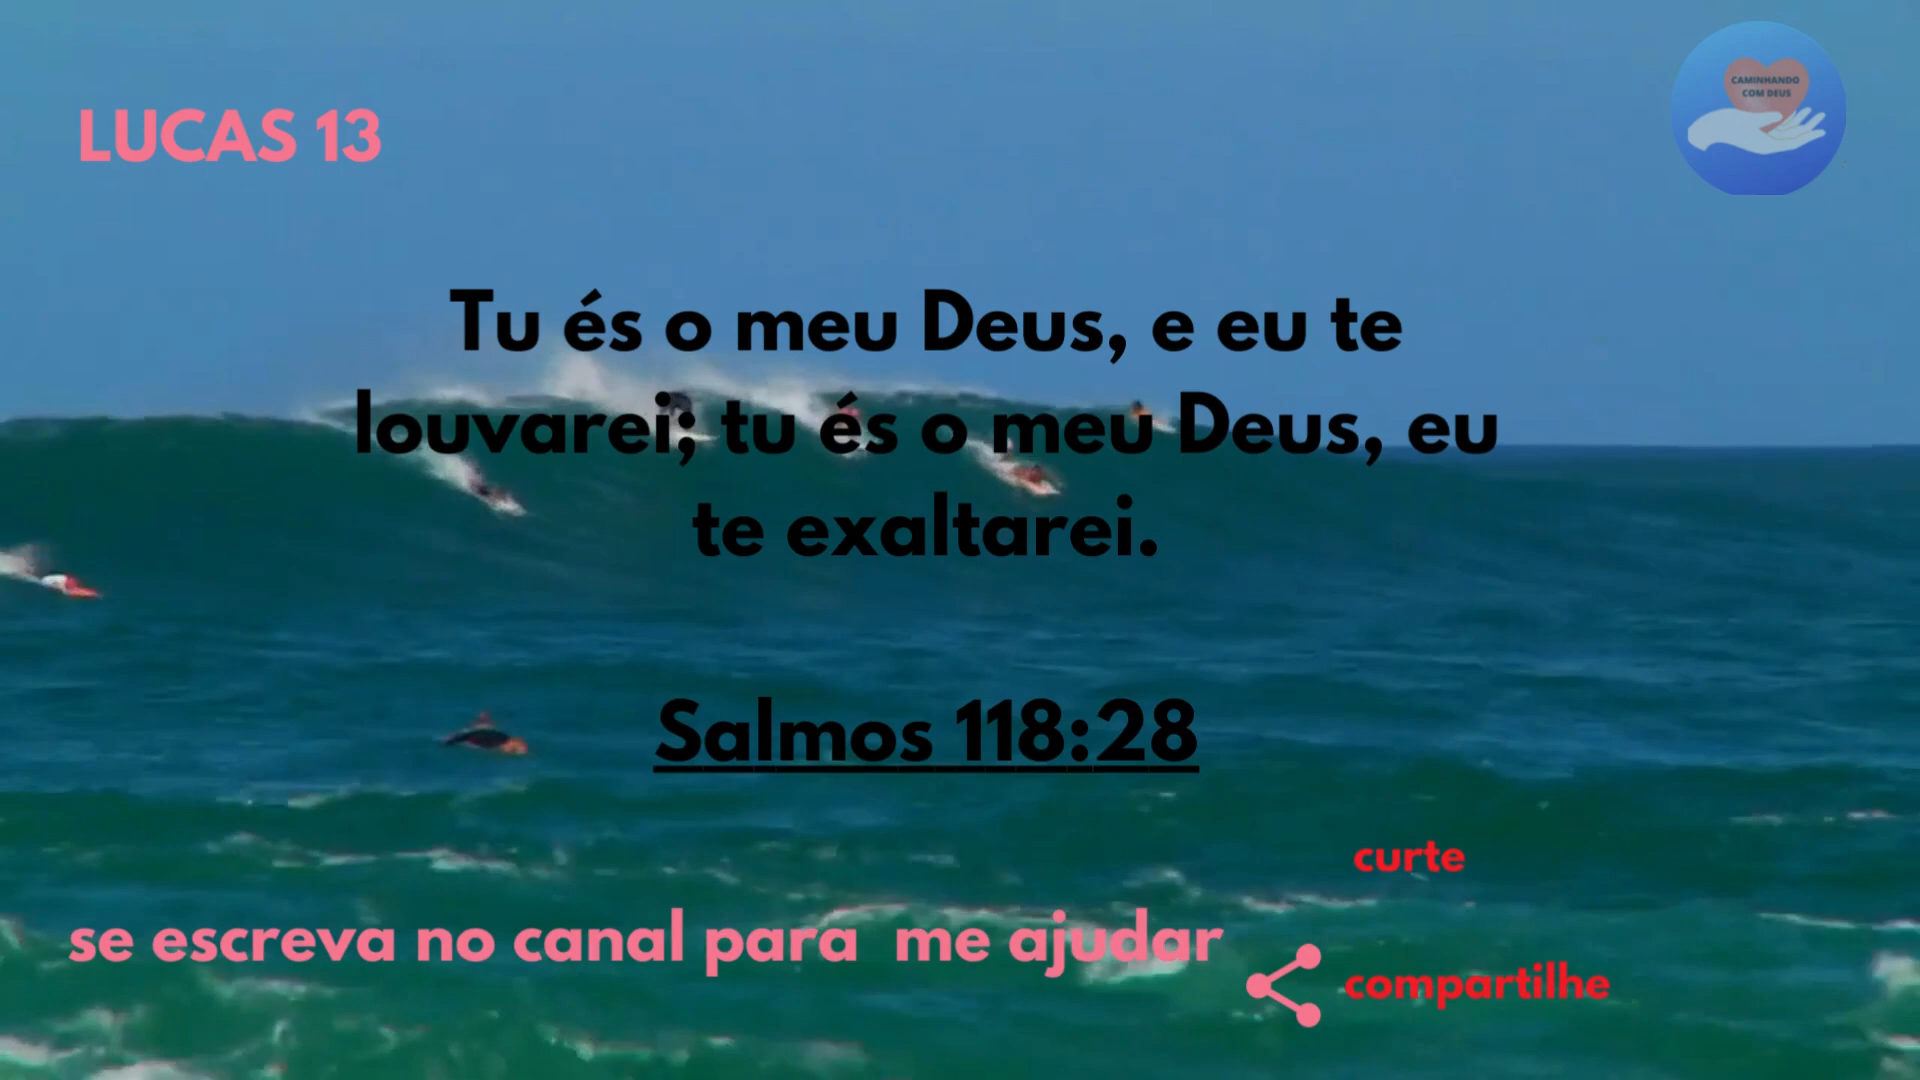 LUCAS 13
CAMINHANDO
COM DEUS
Tu és o meu Deus, e eu te
louvarei; tu és o meu Deus, eu
te exaltarei.
Salmos 118:28
curte
se escreva no canal para  me ajudar
compartilhe